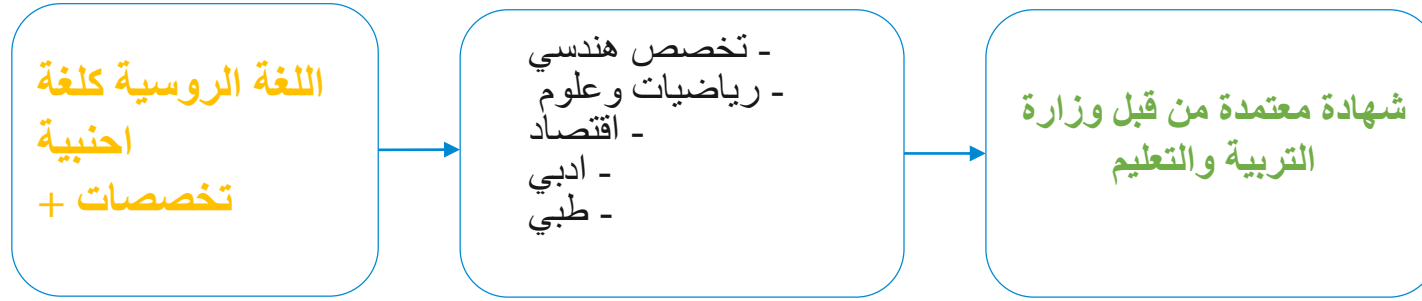 اللغة الروسية كلغة
احنبية
تخصصات +
- تخصص هندسي
- رياضيات وعلوم
- اقتصاد
- ادبي
- طبي
شهادة معتمدة من قبل وزارة
التربية والتعليم